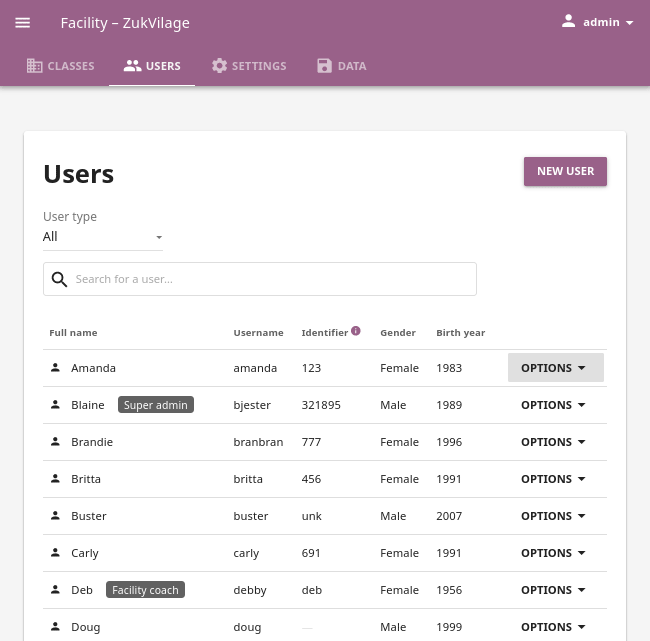 Facility – ZukVilage
admin
CLASSES USERS SETTINGS DATA
Users
NEW USER
User type
All
Search for a user...
Full name Username Identifier Gender Birth year
Amanda amanda 123 Female 1983 OPTIONS
Blaine Super admin bjester 321895 Male 1989 OPTIONS
Brandie branbran 777 Female 1996 OPTIONS
Britta britta 456 Female 1991 OPTIONS
Buster buster unk Male 2007 OPTIONS
Carly carly 691 Female 1991 OPTIONS
Deb Facility coach debby deb Female 1956 OPTIONS
Doug doug — Male 1999 OPTIONS